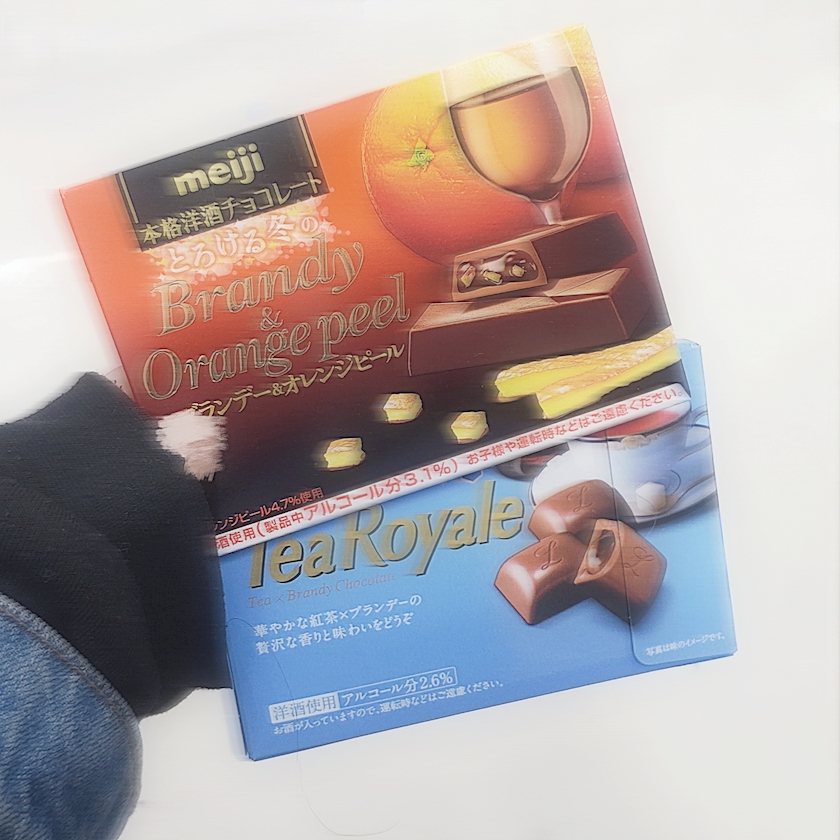 meiji
本格洋酒チョコレート
とろける冬の
Brandy
&
Orange peel
ランデー&オレンジピール
ンジピール4.7%使用
酒使用(製品中アルコール分3.1%) お子様や運転時などはご遠慮ください。
Tea Royale
Tea × Brandy Chocolate
華やかな紅茶×ブランデーの
贅沢な香りと味わいをどうぞ
写真は味のイメージです。
洋酒使用 アルコール分2.6%
お酒が入っていますので、運転時などはご遠慮ください。